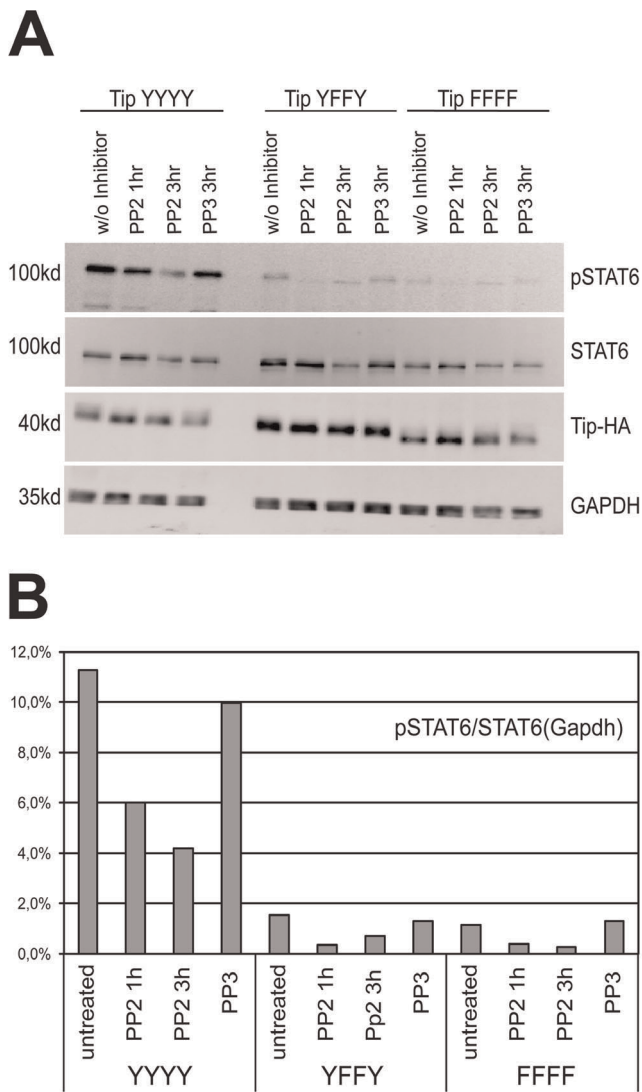 A
Tip YYYY Tip YFFY Tip FFFF
w/o Inhibitor PP2 1hr PP2 3hr PP3 3hr w/o Inhibitor PP2 1hr PP2 3hr PP3 3hr w/o Inhibitor PP2 1hr PP2 3hr PP3 3hr
100kd pSTAT6
100kd STAT6
40kd Tip-HA
35kd GAPDH
B
12,0%
10,0%
pSTAT6/STAT6(Gapdh)
8,0%
6,0%
4,0%
2,0%
0,0%
untreated PP2 1h PP2 3h PP3 untreated PP2 1h Pp2 3h PP3 untreated PP2 1h PP2 3h PP3
YYYY YFFY FFFF